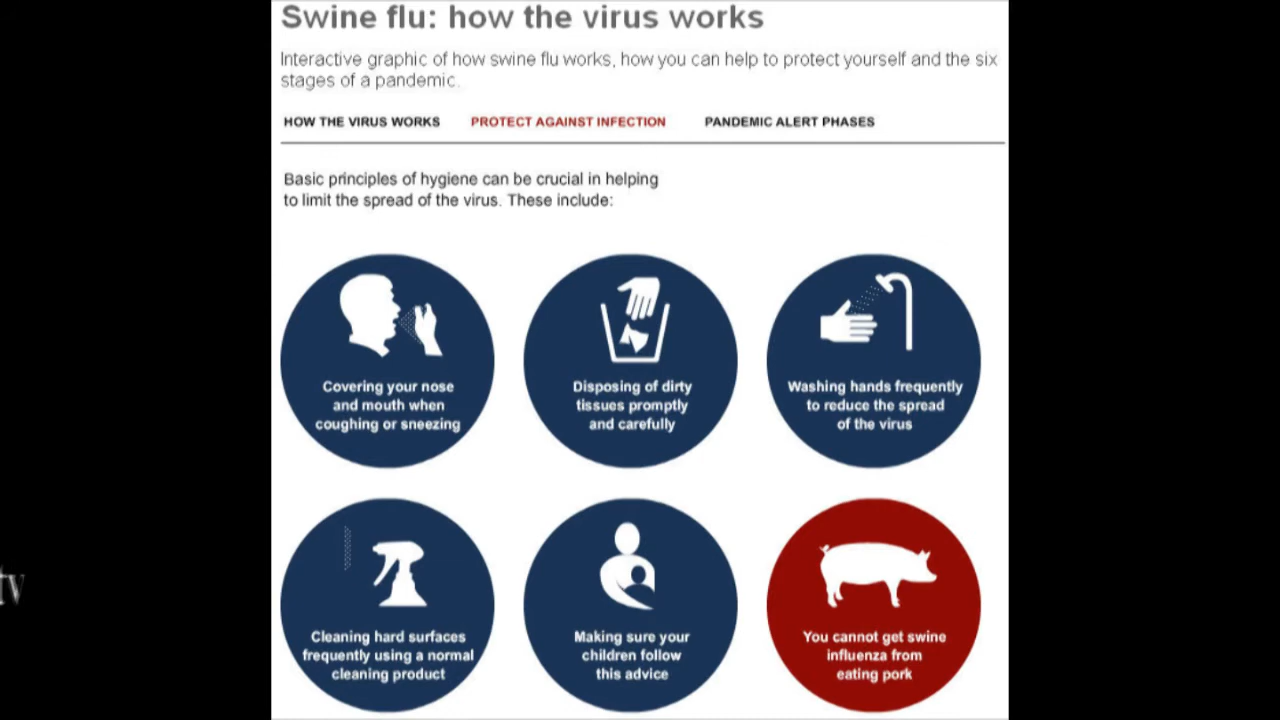 Swine flu: how the virus works
Interactive graphic of how swine flu works, how you can help to protect yourself and the six
stages of a pandemic.
HOW THE VIRUS WORKS
PROTECT AGAINST INFECTION
PANDEMIC ALERT PHASES
Basic principles of hygiene can be crucial in helping
to limit the spread of the virus. These include:
Covering your nose
and mouth when
coughing or sneezing
Disposing of dirty
tissues promptly
and carefully
Washing hands frequently
to reduce the spread
of the virus
Cleaning hard surfaces
frequently using a normal
cleaning product
Making sure your
children follow
this advice
You cannot get swine
influenza from
eating pork
tv